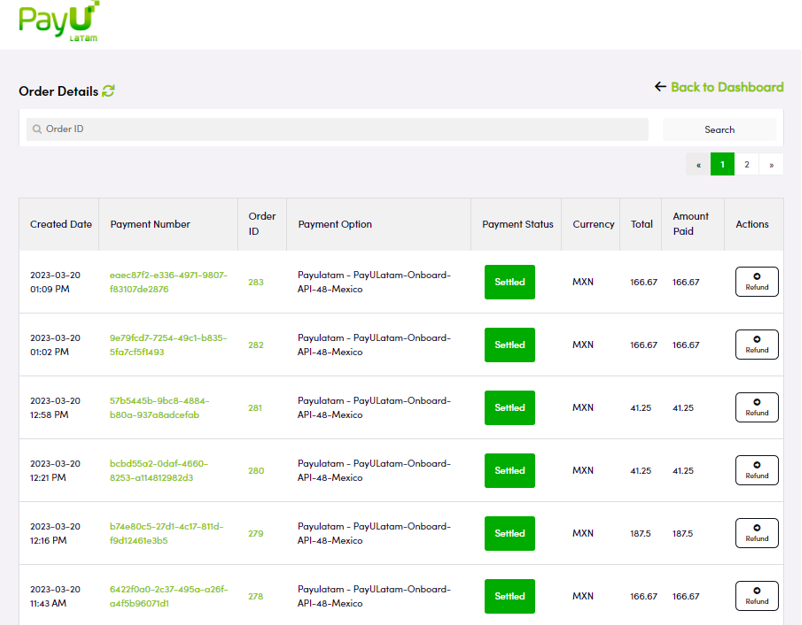 PayU
LATAM
Order Details
Back to Dashboard
Order ID
Search
« 1 2 »
Created Date Payment Number Order ID Payment Option Payment Status Currency Total Amount Paid Actions
2023-03-20 eaec87f2-e336-4971-9807- Payulatam - PayULatam-Onboard-
283 Settled MXN 166.67 166.67 Refund
01:09 PM f83107de2876 API-48-Mexico
2023-03-20 9e79fcd7-7254-49c1-b835- Payulatam - PayULatam-Onboard-
282 Settled MXN 166.67 166.67 Refund
01:02 PM 5fa7cf5f1493 API-48-Mexico
2023-03-20 57b5445b-9bc8-4884- Payulatam - PayULatam-Onboard-
281 Settled MXN 41.25 41.25 Refund
12:58 PM b80a-937a8adcefab API-48-Mexico
2023-03-20 bcbd55a2-0daf-4660- Payulatam - PayULatam-Onboard-
280 Settled MXN 41.25 41.25 Refund
12:21 PM 8253-a114812982d3 API-48-Mexico
2023-03-20 b74e80c5-27d1-4c17-811d- Payulatam - PayULatam-Onboard-
279 Settled MXN 187.5 187.5 Refund
12:16 PM f9d12461e3b5 API-48-Mexico
2023-03-20 6422f0a0-2c37-495a-a26f- Payulatam - PayULatam-Onboard-
278 Settled MXN 166.67 166.67 Refund
11:43 AM a4f5b96071d1 API-48-Mexico